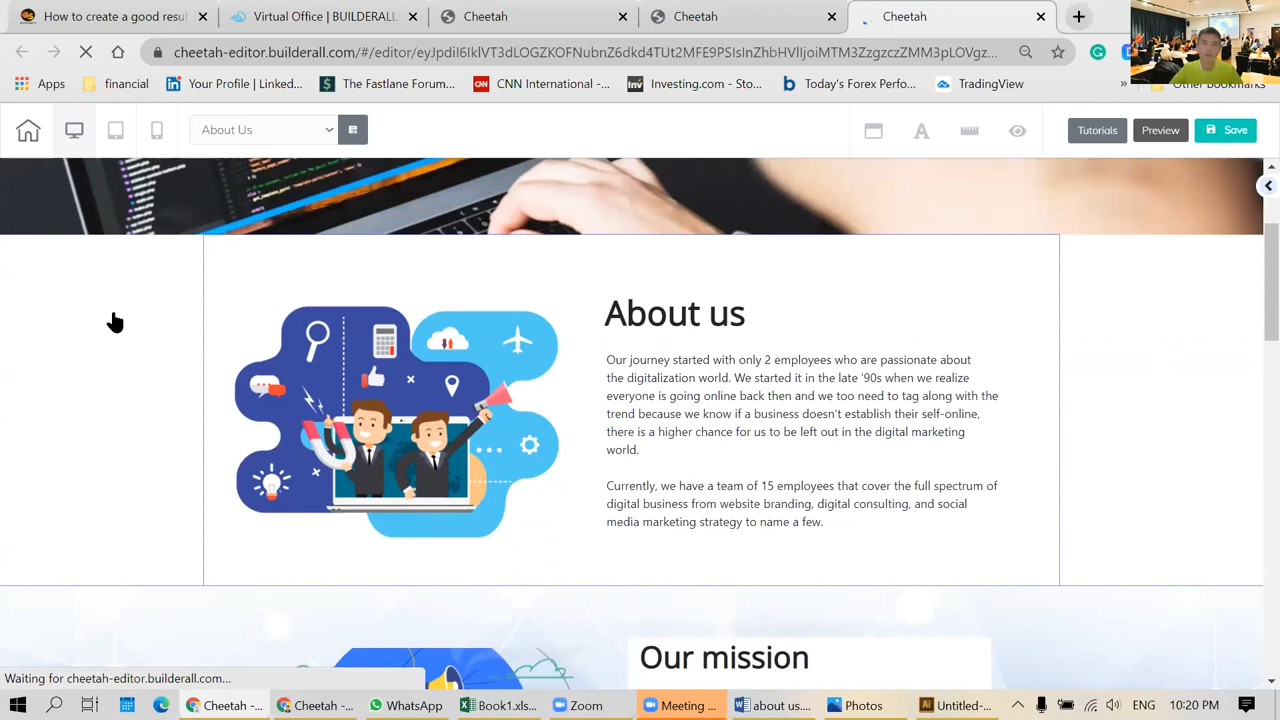 How to create a good resu
Virtual Office | BUILDERALL
Cheetah
Cheetah
Cheetah
Apps
financial
Your Profile | Linked...
The Fastlane Forum...
CNN International -...
Investing.com - Sto...
Today's Forex Perfo...
TradingView
Other bookmarks
About Us
Tutorials
Preview
Save
About us
Our journey started with only 2 employees who are passionate about
the digitalization world. We started it in the late '90s when we realize
everyone is going online back then and we too need to tag along with the
trend because we know if a business doesn't establish their self-online,
there is a higher chance for us to be left out in the digital marketing
world.
Currently, we have a team of 15 employees that cover the full spectrum of
digital business from website branding, digital consulting, and social
media marketing strategy to name a few.
Our mission
Waiting for cheetah-editor.builderall.com...
Cheetah -...
Cheetah -...
WhatsApp
Book1.xls...
Zoom
Meeting ...
about us...
Photos
Untitled-...
ENG
10:20 PM